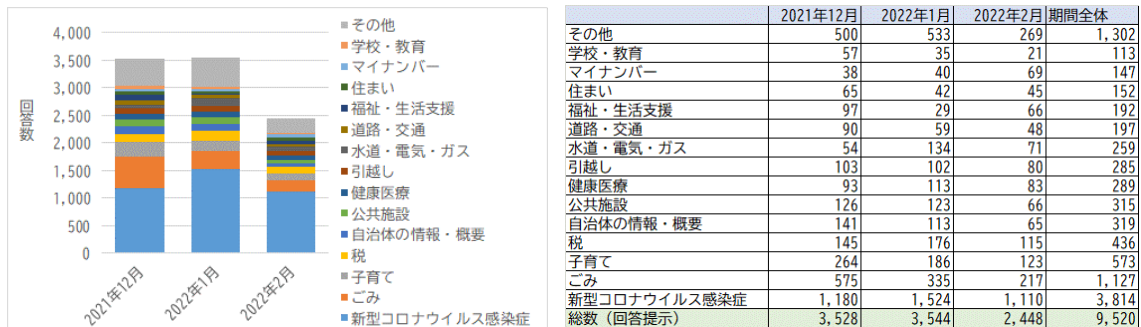 4,000
3,500
3,000
2,500
2,000
1,500
1,000
500
0
回答数
2021年12月
2022年1月
2022年2月
その他
学校・教育
マイナンバー
住まい
福祉・生活支援
道路・交通
水道・電気・ガス
引越し
健康医療
公共施設
自治体の情報・概要
税
子育て
ごみ
新型コロナウイルス感染症
2021年12月 2022年1月 2022年2月 期間全体
その他 500 533 269 1,302
学校・教育 57 35 21 113
マイナンバー 38 40 69 147
住まい 65 42 45 152
福祉・生活支援 97 29 66 192
道路・交通 90 59 48 197
水道・電気・ガス 54 134 71 259
引越し 103 102 80 285
健康医療 93 113 83 289
公共施設 126 123 66 315
自治体の情報・概要 141 113 65 319
税 145 176 115 436
子育て 264 186 123 573
ごみ 575 335 217 1,127
新型コロナウイルス感染症 1,180 1,524 1,110 3,814
総数（回答提示） 3,528 3,544 2,448 9,520